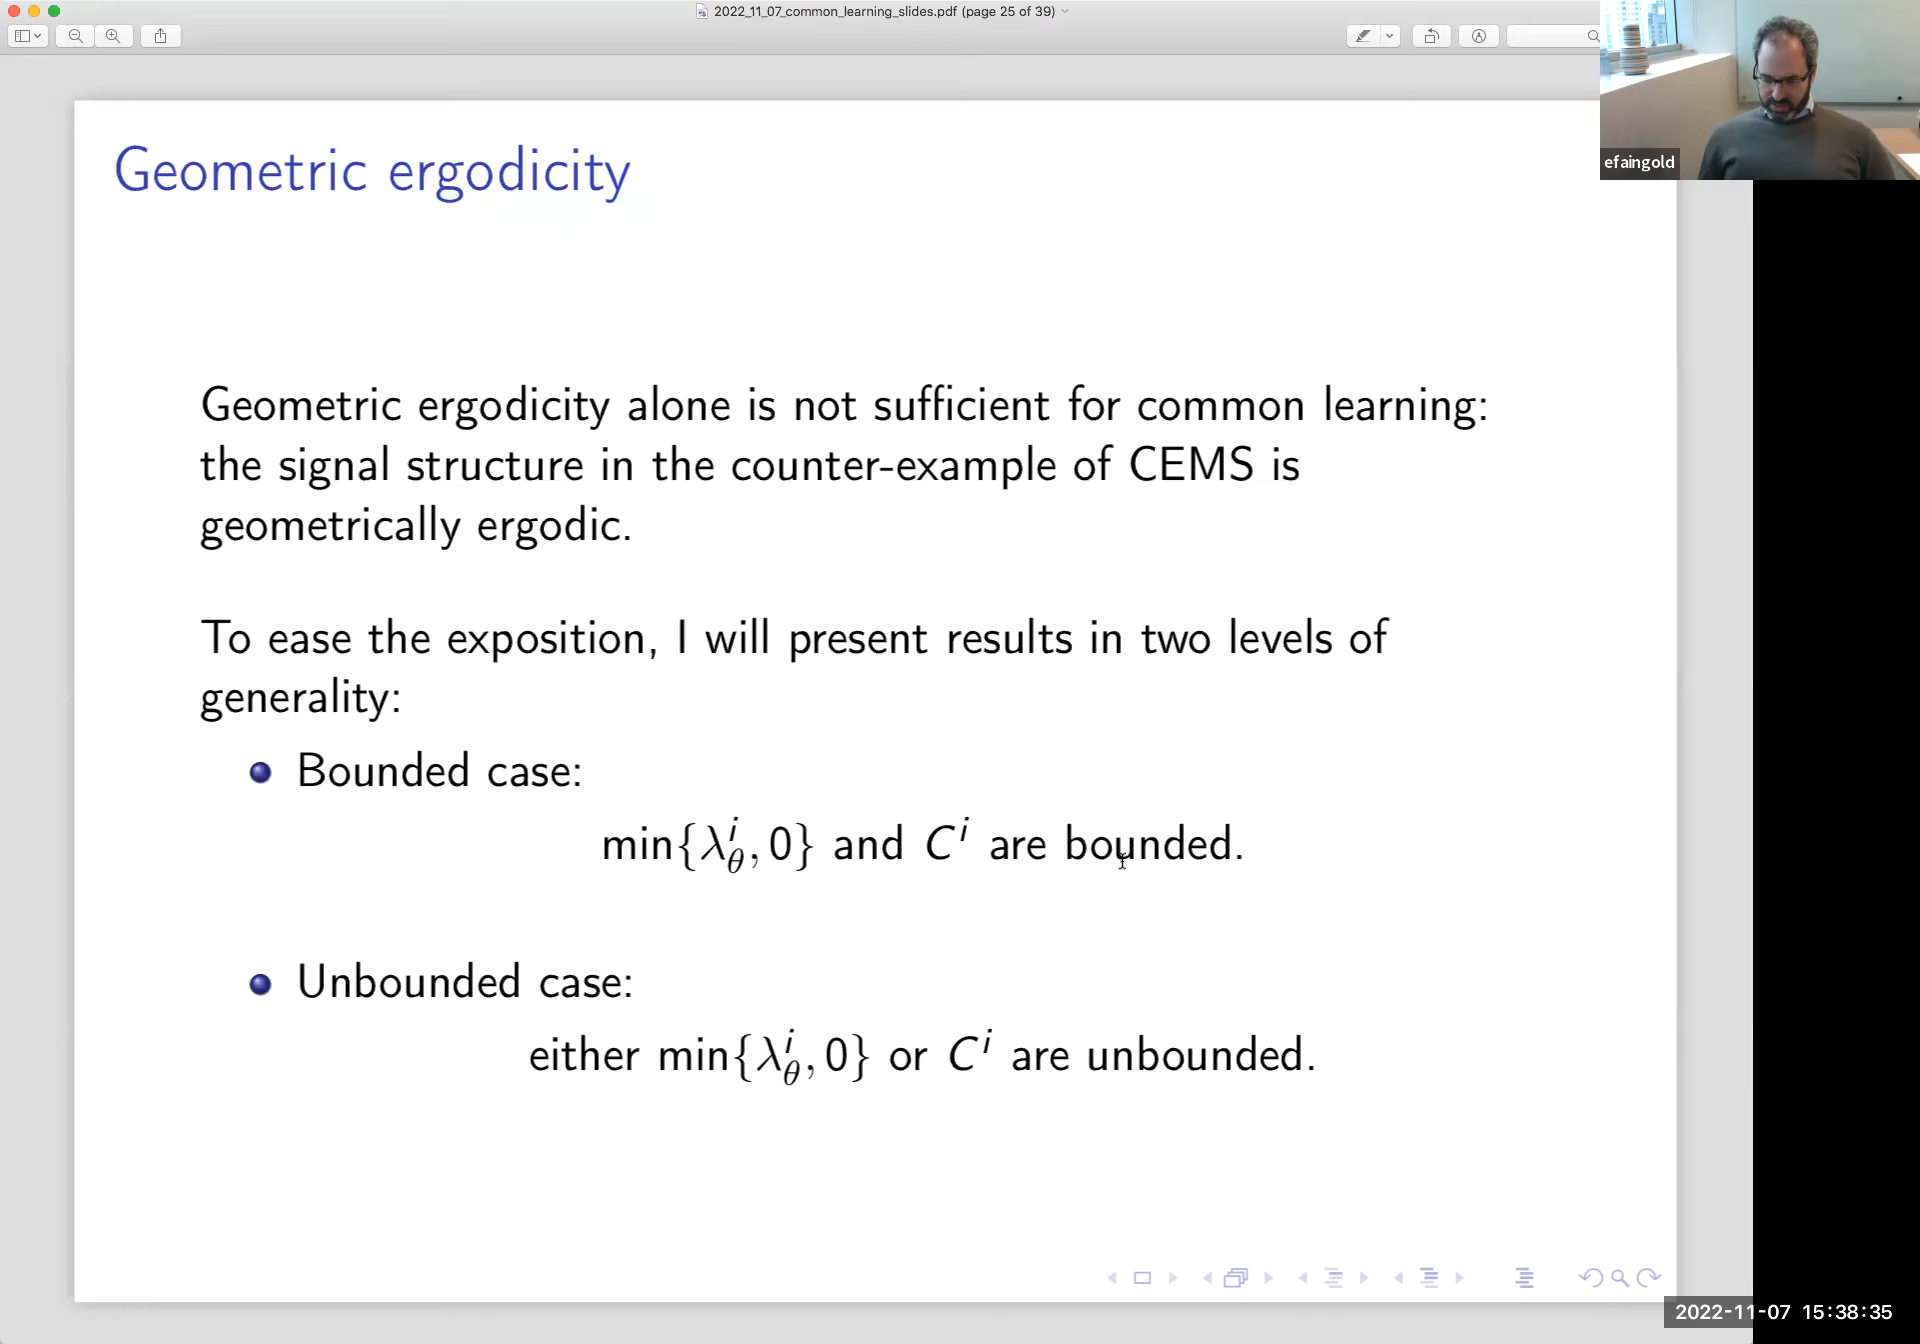 2022_11_07_common_learning_slides.pdf (page 25 of 39)
efaingold
Geometric ergodicity
Geometric ergodicity alone is not sufficient for common learning:
the signal structure in the counter-example of CEMS is
geometrically ergodic.
To ease the exposition, I will present results in two levels of
generality:
Bounded case:
min{λ^i_θ, 0} and C^i are bounded.
Unbounded case:
either min{λ^i_θ, 0} or C^i are unbounded.
2022-11-07 15:38:35